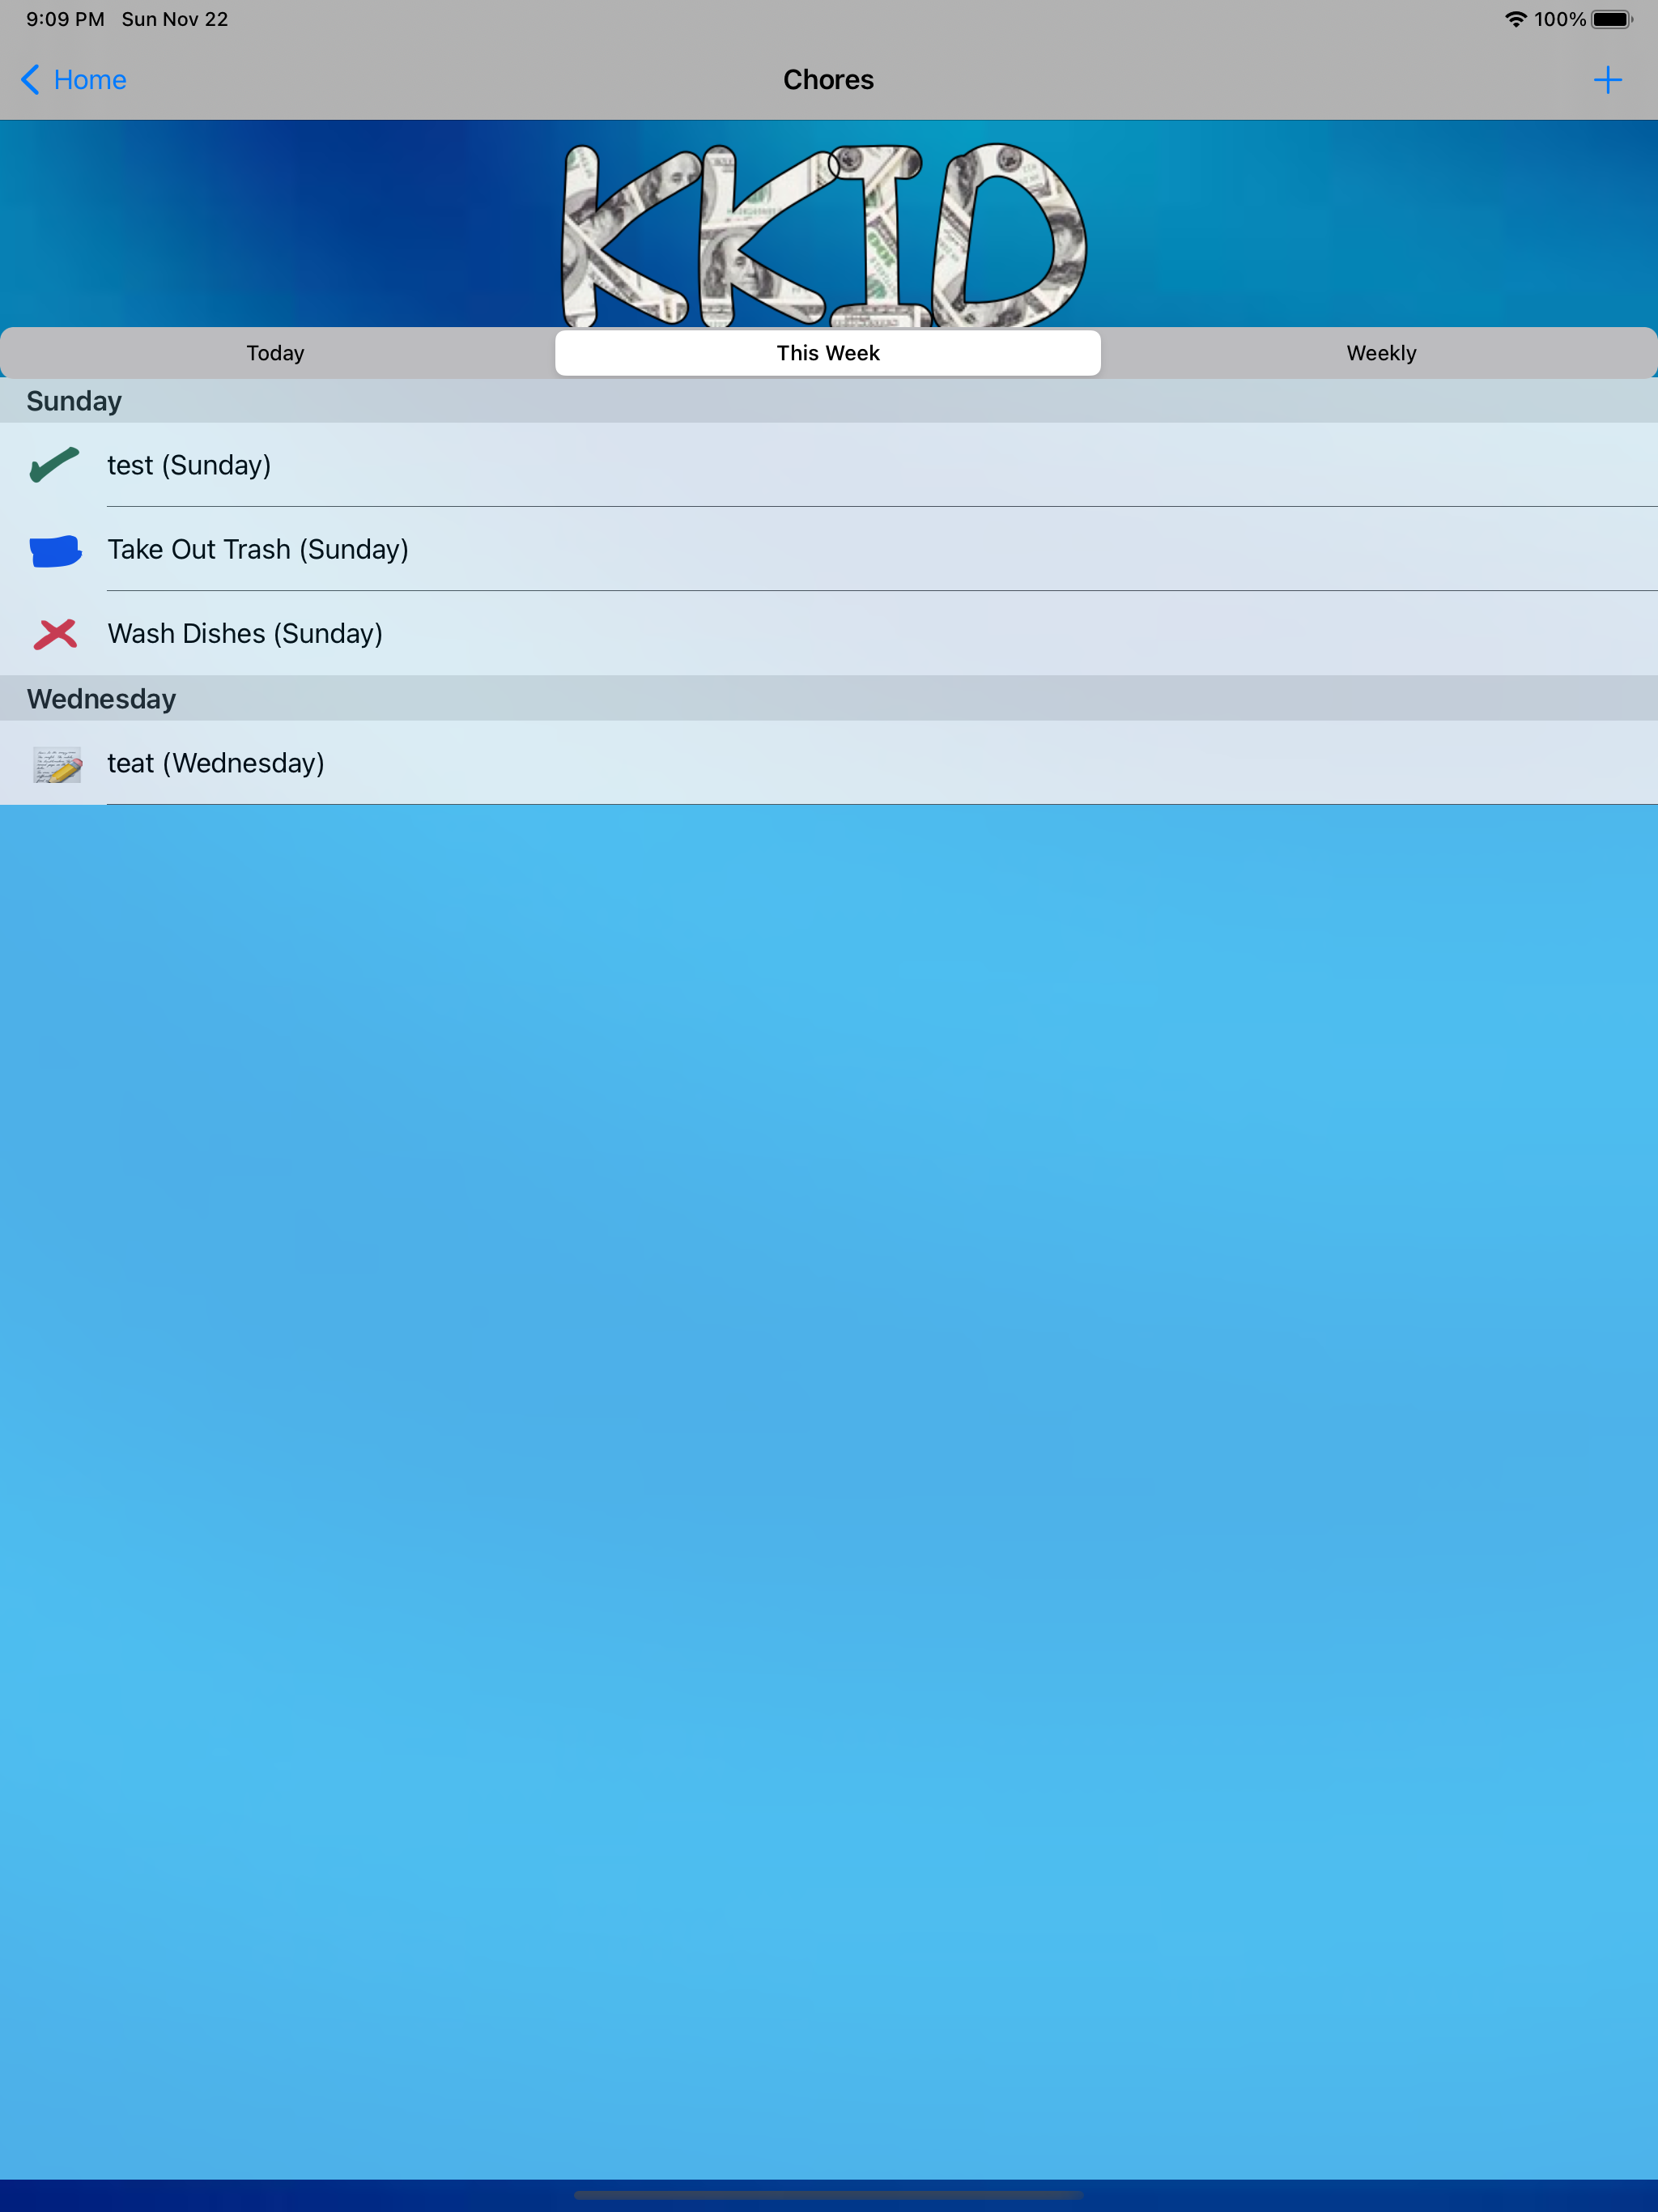 9:09 PM Sun Nov 22 100%
Home Chores
KKID
Today This Week Weekly
Sunday
test (Sunday)
Take Out Trash (Sunday)
Wash Dishes (Sunday)
Wednesday
teat (Wednesday)